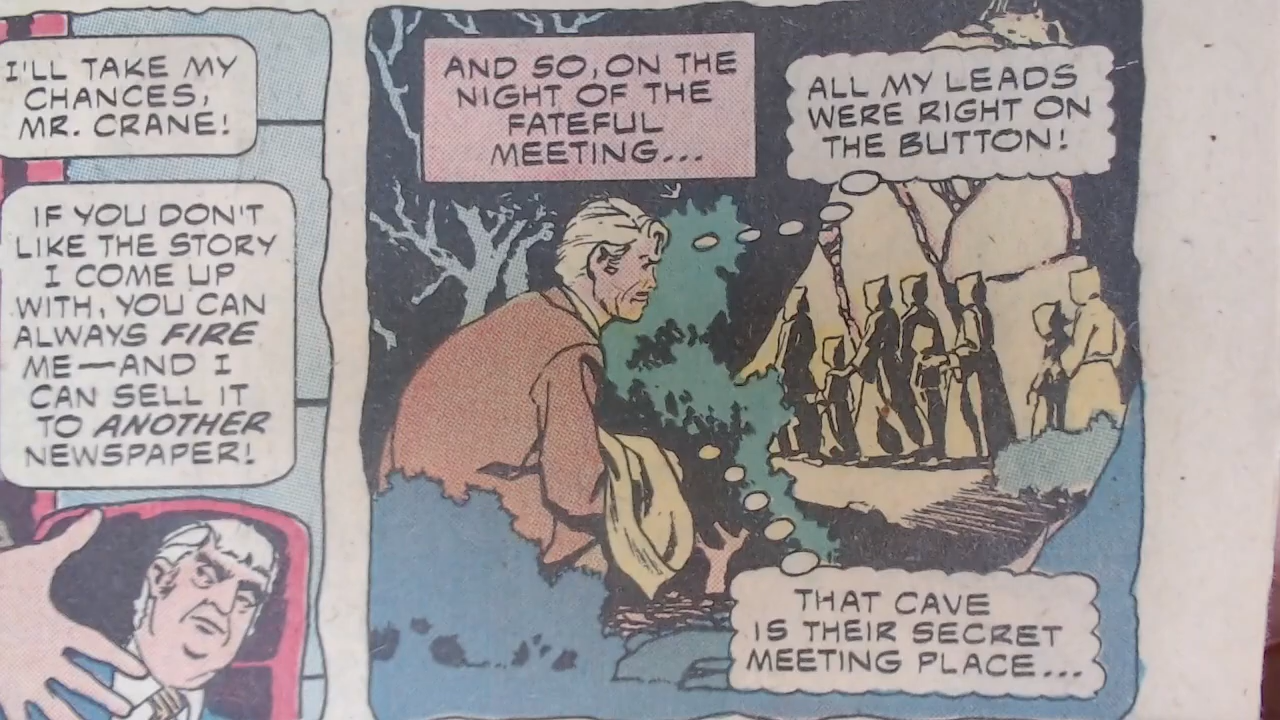 I'LL TAKE MY
CHANCES,
MR. CRANE!
IF YOU DON'T
LIKE THE STORY
I COME UP
WITH, YOU CAN
ALWAYS FIRE
ME—AND I
CAN SELL IT
TO ANOTHER
NEWSPAPER!
AND SO, ON THE
NIGHT OF THE
FATEFUL
MEETING...
ALL MY LEADS
WERE RIGHT ON
THE BUTTON!
THAT CAVE
IS THEIR SECRET
MEETING PLACE...